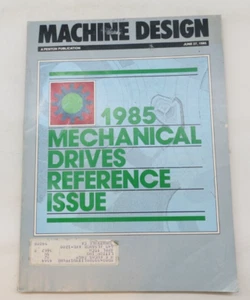 MACHINE DESIGN
A PENTON PUBLICATION
JUNE 27, 1985
1985
MECHANICAL
DRIVES
REFERENCE
ISSUE